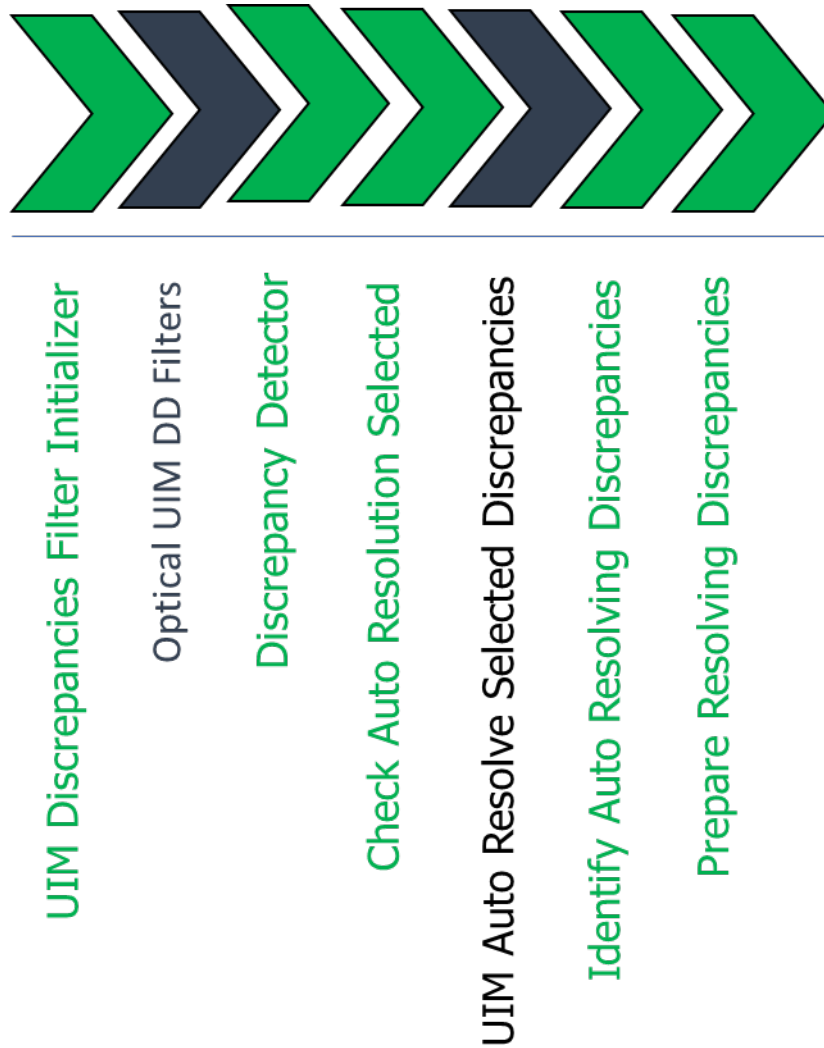 UIM Discrepancies Filter Initializer
Optical UIM DD Filters
Discrepancy Detector
Check Auto Resolution Selected
UIM Auto Resolve Selected Discrepancies
Identify Auto Resolving Discrepancies
Prepare Resolving Discrepancies